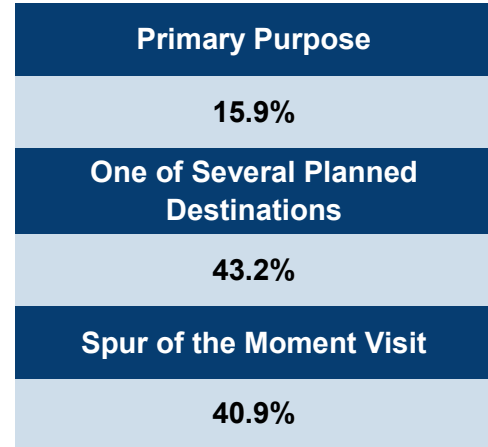 Primary Purpose
15.9%
One of Several Planned
Destinations
43.2%
Spur of the Moment Visit
40.9%